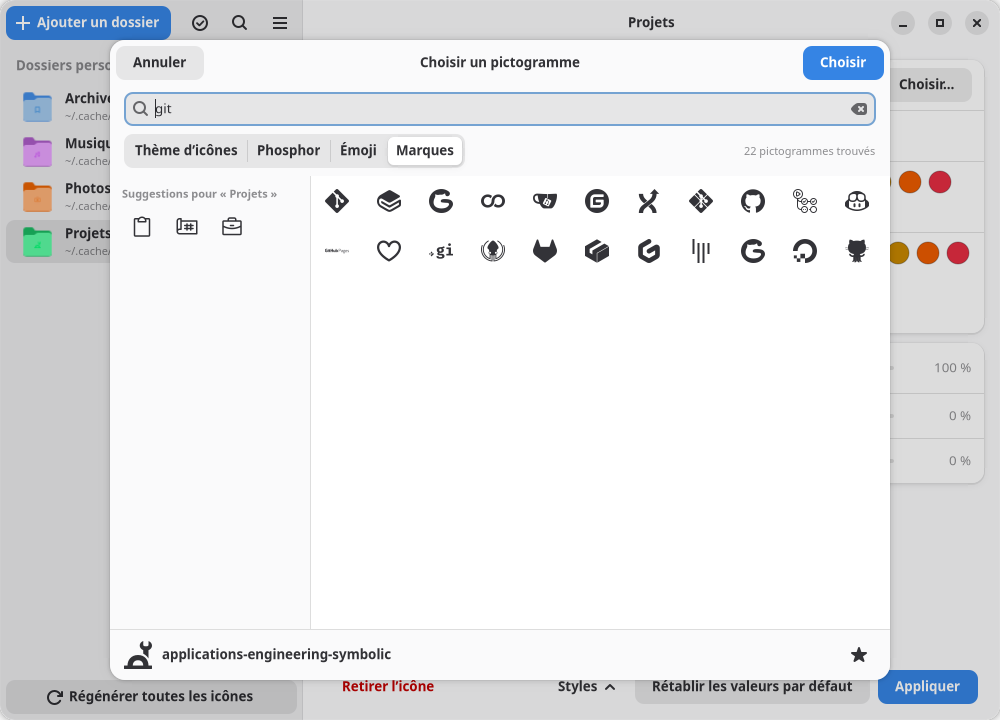 Ajouter un dossier
Projets
Annuler
Choisir un pictogramme
Choisir
Dossiers perso
Choisir...
Archive
~/.cache/
git
Musiqu
~/.cache/
Thème d'icônes
Phosphor
Émoji
Marques
22 pictogrammes trouvés
Photos
~/.cache/
Suggestions pour « Projets »
Projets
~/.cache/
GitHub Pages
.gi
100 %
0 %
0 %
applications-engineering-symbolic
Régénérer toutes les icônes
Retirer l'icône
Styles
Rétablir les valeurs par défaut
Appliquer